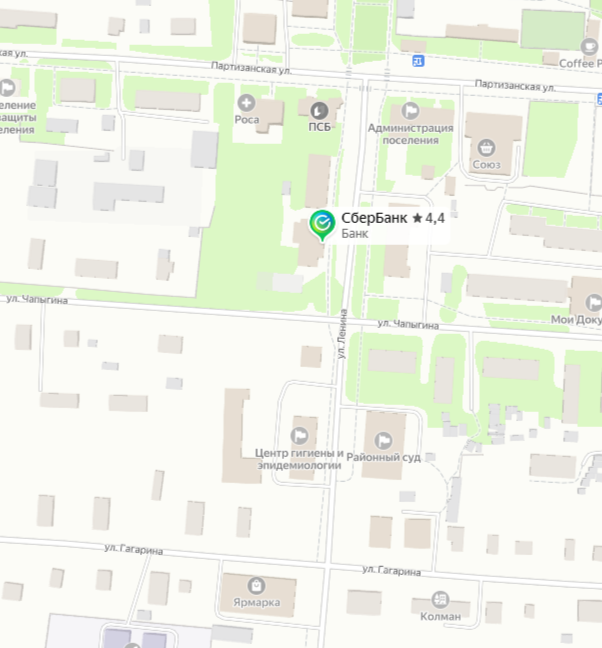 кая ул.
Партизанская ул.
Партизанская ул.
Coffee P
еление
защиты
еления
Роса
ПСБ
Администрация
поселения
Союз
СберБанк ★ 4,4
Банк
ул. Чапыгина
ул. Ленина
ул. Чапыгина
Мои Доку
Центр гигиены и
эпидемиологии
Районный суд
ул. Гагарина
ул. Гагарина
Ярмарка
Колман